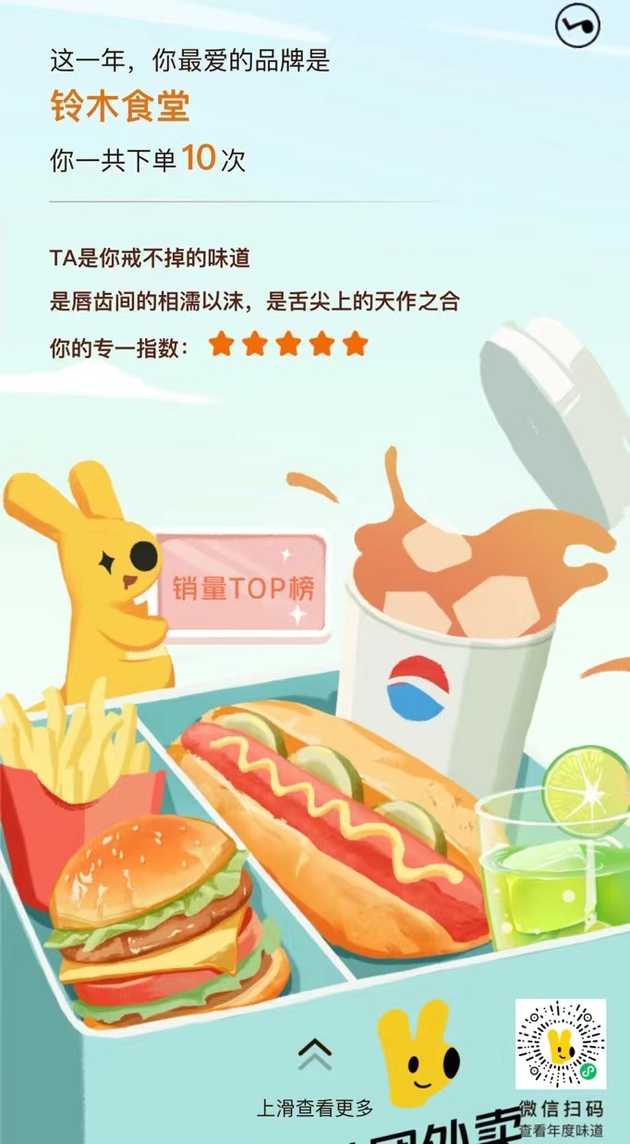 这一年，你最爱的品牌是
铃木食堂
你一共下单10次
TA是你戒不掉的味道
是唇齿间的相濡以沫，是舌尖上的天作之合
你的专一指数：
销量TOP榜
上滑查看更多
外卖
微信扫码
查看年度味道